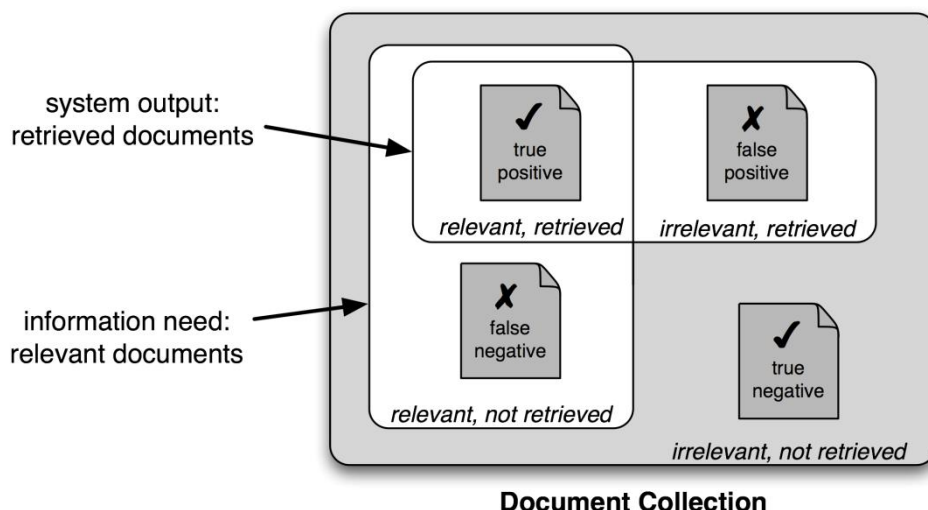 system output:
retrieved documents
✓
true
positive
✗
false
positive
relevant, retrieved
irrelevant, retrieved
information need:
relevant documents
✗
false
negative
✓
true
negative
relevant, not retrieved
irrelevant, not retrieved
Document Collection